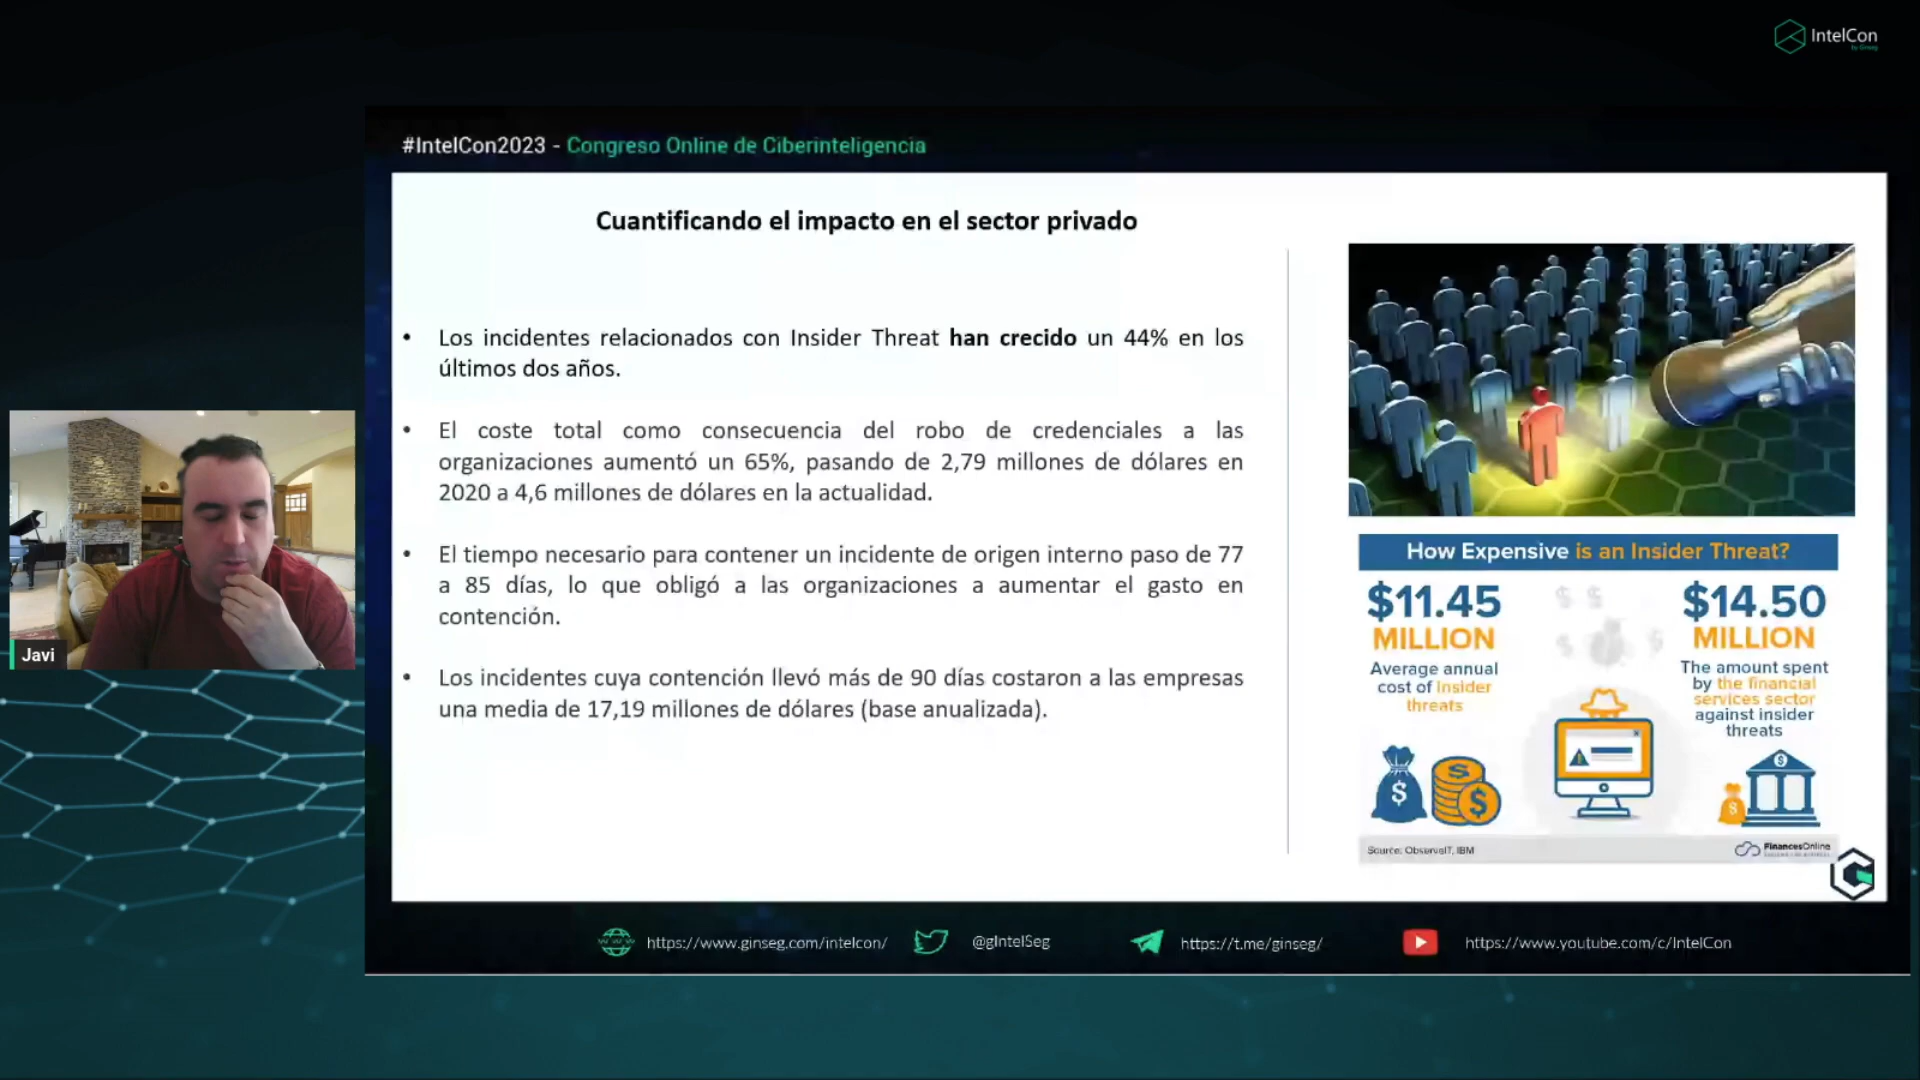 IntelCon
by Ginseg
#IntelCon2023 - Congreso Online de Ciberinteligencia
Cuantificando el impacto en el sector privado
• Los incidentes relacionados con Insider Threat han crecido un 44% en los
últimos dos años.
• El coste total como consecuencia del robo de credenciales a las
organizaciones aumentó un 65%, pasando de 2,79 millones de dólares en
2020 a 4,6 millones de dólares en la actualidad.
• El tiempo necesario para contener un incidente de origen interno paso de 77
a 85 días, lo que obligó a las organizaciones a aumentar el gasto en
contención.
• Los incidentes cuya contención llevó más de 90 días costaron a las empresas
una media de 17,19 millones de dólares (base anualizada).
How Expensive is an Insider Threat?
$11.45
MILLION
Average annual
cost of insider
threats
$14.50
MILLION
The amount spent
by the financial
services sector
against insider
threats
Source: ObserveIT, IBM
FinancesOnline
Javi
https://www.ginseg.com/intelcon/
@gIntelSeg
https://t.me/ginseg/
https://www.youtube.com/c/IntelCon